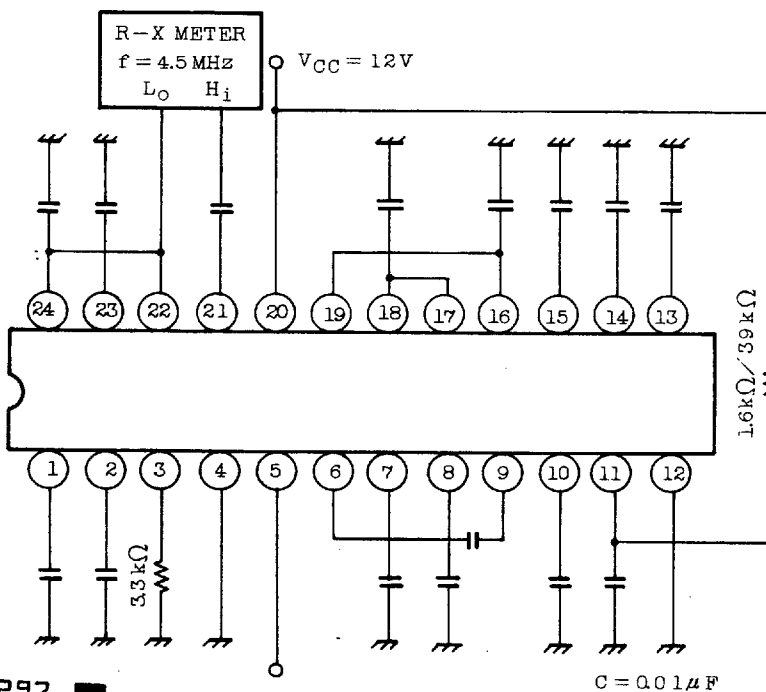 R-X METER
f = 4.5 MHz
LO Hi
VCC = 12V
24 23 22 21 20 19 18 17 16 15 14 13
1.6kΩ/39kΩ
1 2 3 4 5 6 7 8 9 10 11 12
3.3kΩ
C = 0.01μF